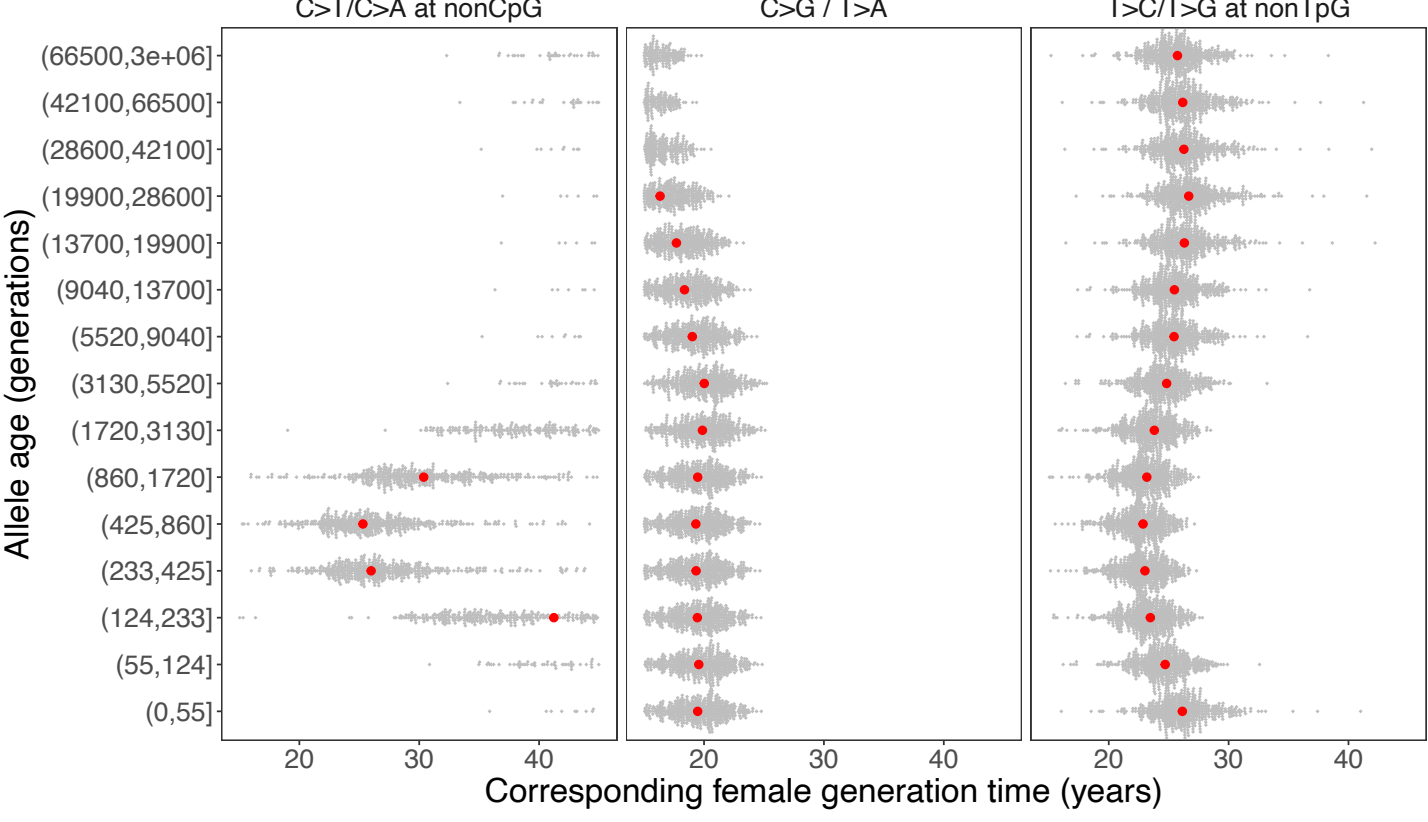 C>T/C>A at nonCpG
C>G / T>A
T>C/T>G at nonTpG
Allele age (generations)
(66500,3e+06]
(42100,66500]
(28600,42100]
(19900,28600]
(13700,19900]
(9040,13700]
(5520,9040]
(3130,5520]
(1720,3130]
(860,1720]
(425,860]
(233,425]
(124,233]
(55,124]
(0,55]
20 30 40
20 30 40
20 30 40
Corresponding female generation time (years)